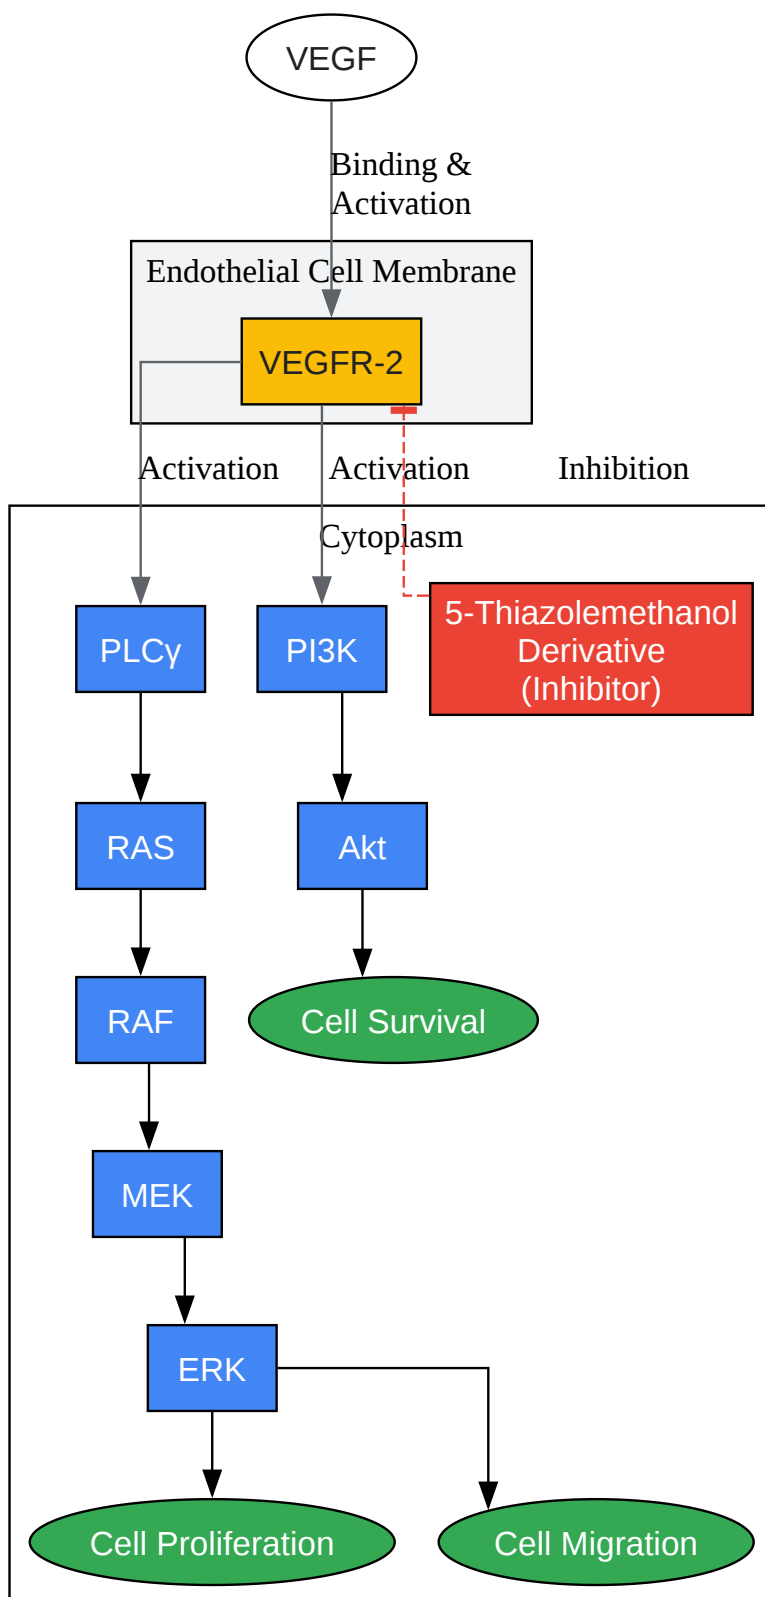 VEGF
Binding &
Activation
Endothelial Cell Membrane
VEGFR-2
Activation
Activation
Inhibition
Cytoplasm
PLCγ
PI3K
5-Thiazolemethanol
Derivative
(Inhibitor)
RAS
Akt
RAF
Cell Survival
MEK
ERK
Cell Proliferation
Cell Migration